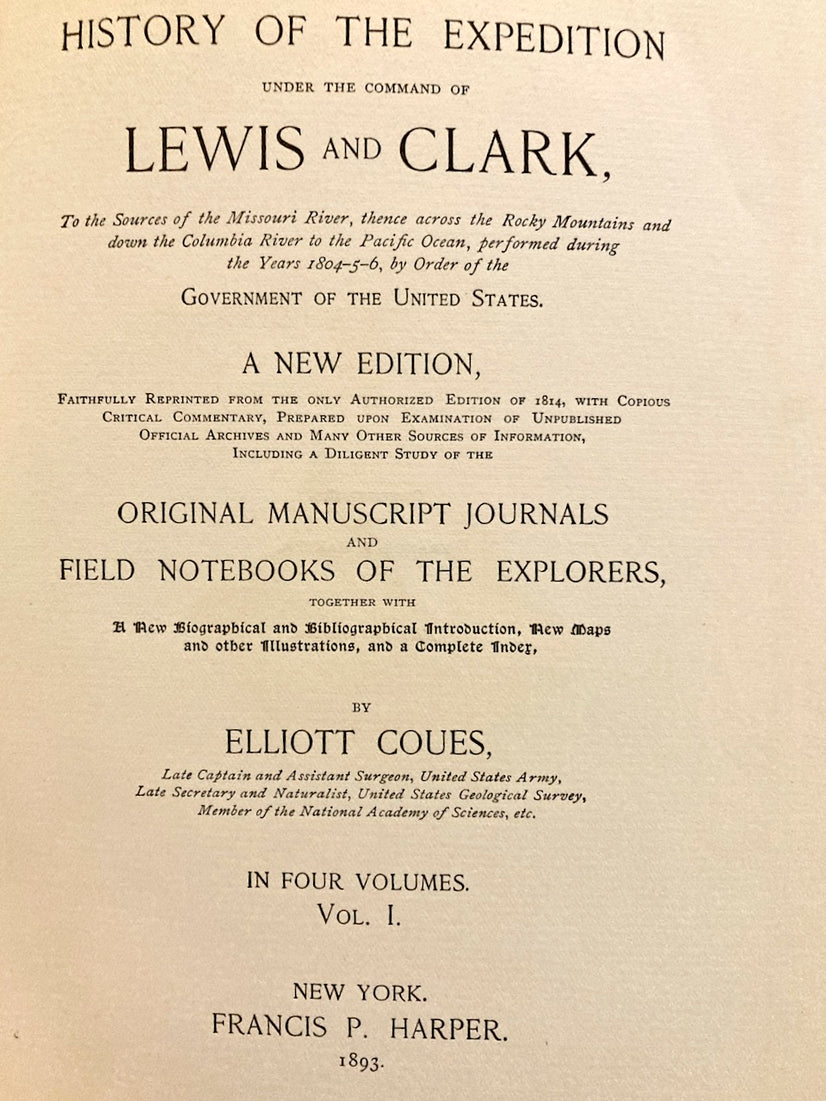 HISTORY OF THE EXPEDITION
UNDER THE COMMAND OF
LEWIS AND CLARK,
To the Sources of the Missouri River, thence across the Rocky Mountains and
down the Columbia River to the Pacific Ocean, performed during
the Years 1804-5-6, by Order of the
GOVERNMENT OF THE UNITED STATES.
A NEW EDITION,
FAITHFULLY REPRINTED FROM THE ONLY AUTHORIZED EDITION OF 1814, WITH COPIOUS
CRITICAL COMMENTARY, PREPARED UPON EXAMINATION OF UNPUBLISHED
OFFICIAL ARCHIVES AND MANY OTHER SOURCES OF INFORMATION,
INCLUDING A DILIGENT STUDY OF THE
ORIGINAL MANUSCRIPT JOURNALS
AND
FIELD NOTEBOOKS OF THE EXPLORERS,
TOGETHER WITH
A New Biographical and Bibliographical Introduction, New Maps
and other Illustrations, and a Complete Index,
BY
ELLIOTT COUES,
Late Captain and Assistant Surgeon, United States Army,
Late Secretary and Naturalist, United States Geological Survey,
Member of the National Academy of Sciences, etc.
IN FOUR VOLUMES.
VOL. I.
NEW YORK.
FRANCIS P. HARPER.
1893.